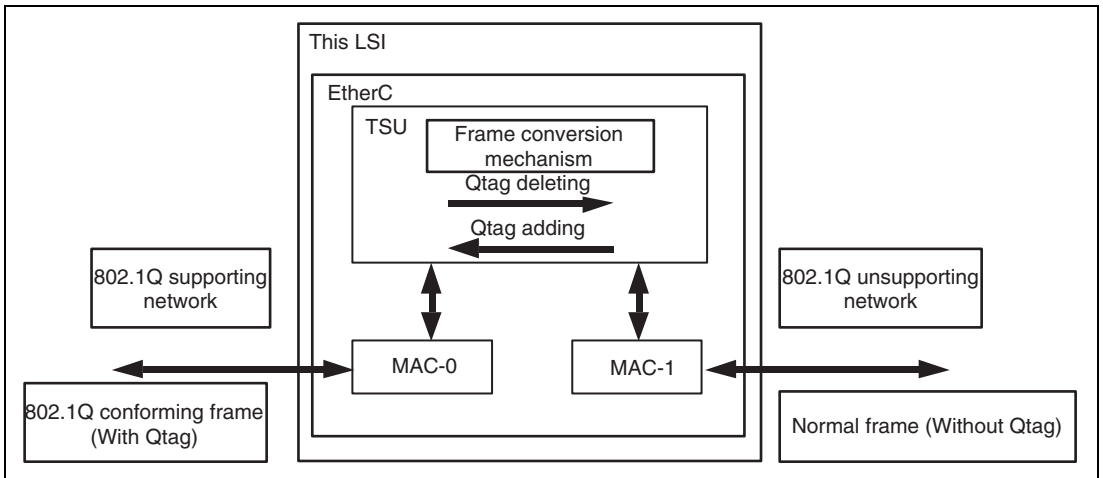 This LSI
EtherC
TSU
Frame conversion
mechanism
Qtag deleting
Qtag adding
802.1Q supporting
network
802.1Q unsupporting
network
MAC-0
MAC-1
802.1Q conforming frame
(With Qtag)
Normal frame (Without Qtag)